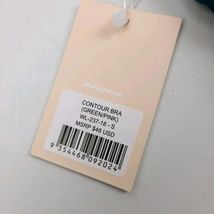 CONTOUR BRA
(GREEN/PINK)
WL-237-18 - S
MSRP $48 USD
9 354468 092024